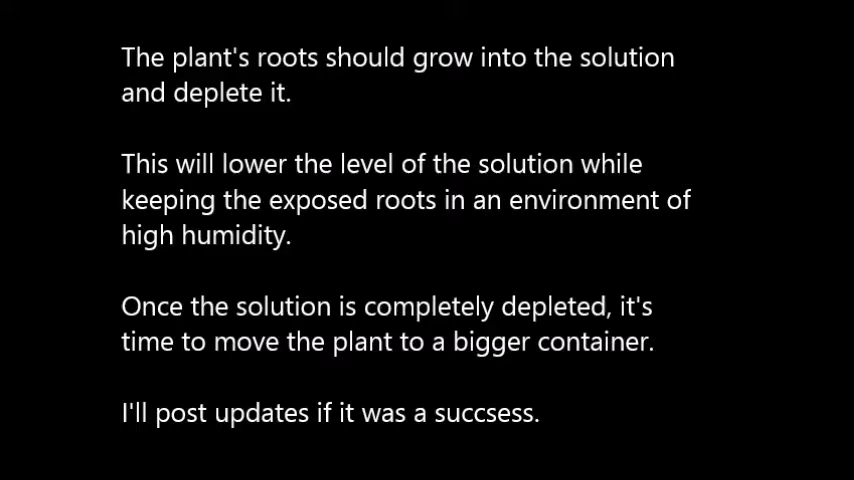 The plant's roots should grow into the solution
and deplete it.
This will lower the level of the solution while
keeping the exposed roots in an environment of
high humidity.
Once the solution is completely depleted, it's
time to move the plant to a bigger container.
I'll post updates if it was a succsess.